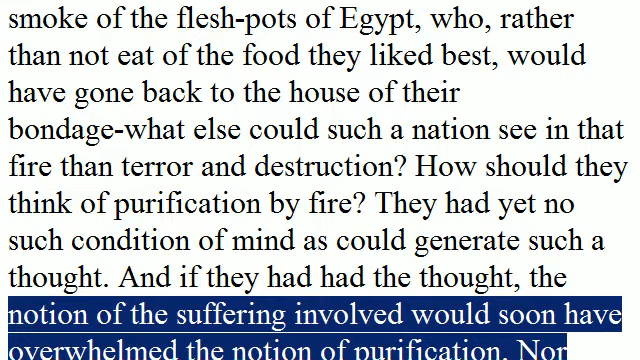 smoke of the flesh-pots of Egypt, who, rather
than not eat of the food they liked best, would
have gone back to the house of their
bondage-what else could such a nation see in that
fire than terror and destruction? How should they
think of purification by fire? They had yet no
such condition of mind as could generate such a
thought. And if they had had the thought, the
notion of the suffering involved would soon have
overwhelmed the notion of purification. Nor